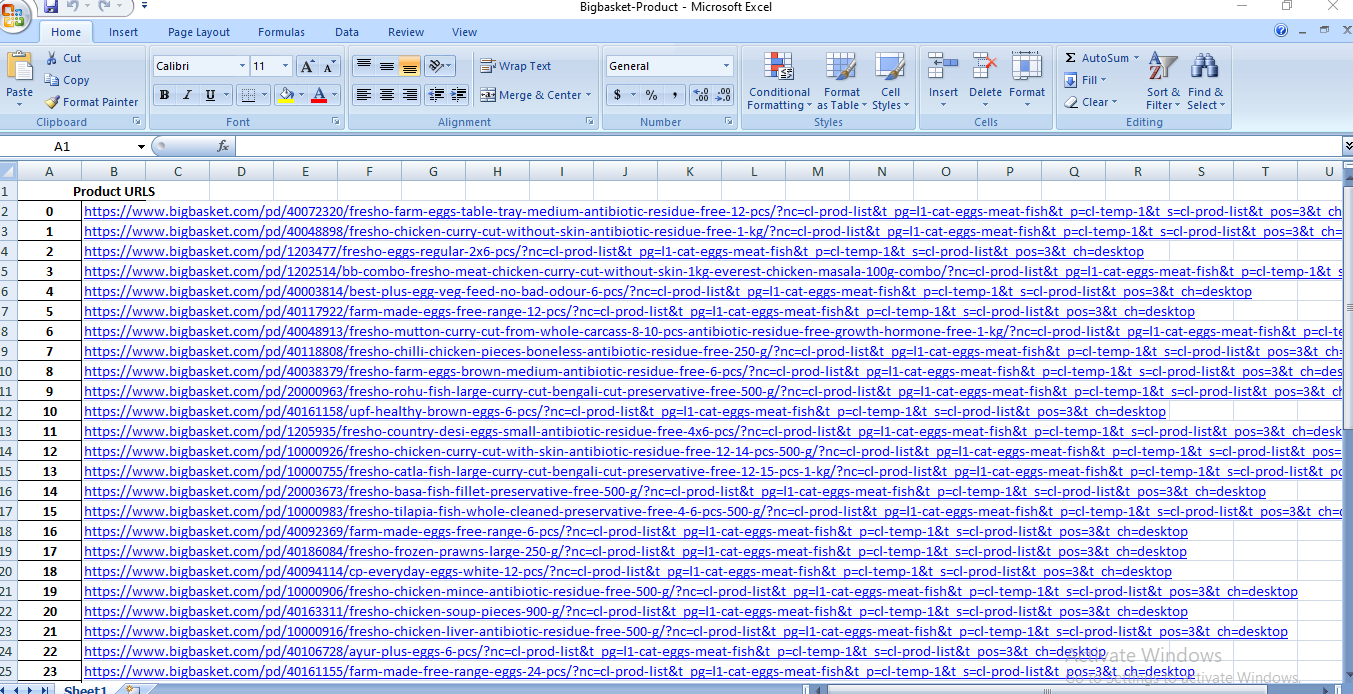 Bigbasket-Product - Microsoft Excel
Home Insert Page Layout Formulas Data Review View
Paste Cut Copy Format Painter
Calibri 11 A A
B I U A
Wrap Text
Merge & Center
General
$ % ,
Conditional Formatting Format as Table Cell Styles
Insert Delete Format
Σ AutoSum Fill Clear
Sort & Filter Find & Select
Clipboard Font Alignment Number Styles Cells Editing
A1 fx
A B C D E F G H I J K L M N O P Q R S T U
1 Product URLS
2 0 https://www.bigbasket.com/pd/40072320/fresho-farm-eggs-table-tray-medium-antibiotic-residue-free-12-pcs/?nc=cl-prod-list&t_pg=l1-cat-eggs-meat-fish&t_p=cl-temp-1&t_s=cl-prod-list&t_pos=3&t_ch
3 1 https://www.bigbasket.com/pd/40048898/fresho-chicken-curry-cut-without-skin-antibiotic-residue-free-1-kg/?nc=cl-prod-list&t_pg=l1-cat-eggs-meat-fish&t_p=cl-temp-1&t_s=cl-prod-list&t_pos=3&t_ch=
4 2 https://www.bigbasket.com/pd/1203477/fresho-eggs-regular-2x6-pcs/?nc=cl-prod-list&t_pg=l1-cat-eggs-meat-fish&t_p=cl-temp-1&t_s=cl-prod-list&t_pos=3&t_ch=desktop
5 3 https://www.bigbasket.com/pd/1202514/bb-combo-fresho-meat-chicken-curry-cut-without-skin-1kg-everest-chicken-masala-100g-combo/?nc=cl-prod-list&t_pg=l1-cat-eggs-meat-fish&t_p=cl-temp-1&t_s
6 4 https://www.bigbasket.com/pd/40003814/best-plus-egg-veg-feed-no-bad-odour-6-pcs/?nc=cl-prod-list&t_pg=l1-cat-eggs-meat-fish&t_p=cl-temp-1&t_s=cl-prod-list&t_pos=3&t_ch=desktop
7 5 https://www.bigbasket.com/pd/40117922/farm-made-eggs-free-range-12-pcs/?nc=cl-prod-list&t_pg=l1-cat-eggs-meat-fish&t_p=cl-temp-1&t_s=cl-prod-list&t_pos=3&t_ch=desktop
8 6 https://www.bigbasket.com/pd/40048913/fresho-mutton-curry-cut-from-whole-carcass-8-10-pcs-antibiotic-residue-free-growth-hormone-free-1-kg/?nc=cl-prod-list&t_pg=l1-cat-eggs-meat-fish&t_p=cl-te
9 7 https://www.bigbasket.com/pd/40118808/fresho-chilli-chicken-pieces-boneless-antibiotic-residue-free-250-g/?nc=cl-prod-list&t_pg=l1-cat-eggs-meat-fish&t_p=cl-temp-1&t_s=cl-prod-list&t_pos=3&t_ch=
10 8 https://www.bigbasket.com/pd/40038379/fresho-farm-eggs-brown-medium-antibiotic-residue-free-6-pcs/?nc=cl-prod-list&t_pg=l1-cat-eggs-meat-fish&t_p=cl-temp-1&t_s=cl-prod-list&t_pos=3&t_ch=des
11 9 https://www.bigbasket.com/pd/20000963/fresho-rohu-fish-large-curry-cut-bengali-cut-preservative-free-500-g/?nc=cl-prod-list&t_pg=l1-cat-eggs-meat-fish&t_p=cl-temp-1&t_s=cl-prod-list&t_pos=3&t_ch
12 10 https://www.bigbasket.com/pd/40161158/upf-healthy-brown-eggs-6-pcs/?nc=cl-prod-list&t_pg=l1-cat-eggs-meat-fish&t_p=cl-temp-1&t_s=cl-prod-list&t_pos=3&t_ch=desktop
13 11 https://www.bigbasket.com/pd/1205935/fresho-country-desi-eggs-small-antibiotic-residue-free-4x6-pcs/?nc=cl-prod-list&t_pg=l1-cat-eggs-meat-fish&t_p=cl-temp-1&t_s=cl-prod-list&t_pos=3&t_ch=desk
14 12 https://www.bigbasket.com/pd/10000926/fresho-chicken-curry-cut-with-skin-antibiotic-residue-free-12-14-pcs-500-g/?nc=cl-prod-list&t_pg=l1-cat-eggs-meat-fish&t_p=cl-temp-1&t_s=cl-prod-list&t_pos=
15 13 https://www.bigbasket.com/pd/10000755/fresho-catla-fish-large-curry-cut-bengali-cut-preservative-free-12-15-pcs-1-kg/?nc=cl-prod-list&t_pg=l1-cat-eggs-meat-fish&t_p=cl-temp-1&t_s=cl-prod-list&t_po
16 14 https://www.bigbasket.com/pd/20003673/fresho-basa-fish-fillet-preservative-free-500-g/?nc=cl-prod-list&t_pg=l1-cat-eggs-meat-fish&t_p=cl-temp-1&t_s=cl-prod-list&t_pos=3&t_ch=desktop
17 15 https://www.bigbasket.com/pd/10000983/fresho-tilapia-fish-whole-cleaned-preservative-free-4-6-pcs-500-g/?nc=cl-prod-list&t_pg=l1-cat-eggs-meat-fish&t_p=cl-temp-1&t_s=cl-prod-list&t_pos=3&t_ch=
18 16 https://www.bigbasket.com/pd/40092369/farm-made-eggs-free-range-6-pcs/?nc=cl-prod-list&t_pg=l1-cat-eggs-meat-fish&t_p=cl-temp-1&t_s=cl-prod-list&t_pos=3&t_ch=desktop
19 17 https://www.bigbasket.com/pd/40186084/fresho-frozen-prawns-large-250-g/?nc=cl-prod-list&t_pg=l1-cat-eggs-meat-fish&t_p=cl-temp-1&t_s=cl-prod-list&t_pos=3&t_ch=desktop
20 18 https://www.bigbasket.com/pd/40094114/cp-everyday-eggs-white-12-pcs/?nc=cl-prod-list&t_pg=l1-cat-eggs-meat-fish&t_p=cl-temp-1&t_s=cl-prod-list&t_pos=3&t_ch=desktop
21 19 https://www.bigbasket.com/pd/10000906/fresho-chicken-mince-antibiotic-residue-free-500-g/?nc=cl-prod-list&t_pg=l1-cat-eggs-meat-fish&t_p=cl-temp-1&t_s=cl-prod-list&t_pos=3&t_ch=desktop
22 20 https://www.bigbasket.com/pd/40163311/fresho-chicken-soup-pieces-900-g/?nc=cl-prod-list&t_pg=l1-cat-eggs-meat-fish&t_p=cl-temp-1&t_s=cl-prod-list&t_pos=3&t_ch=desktop
23 21 https://www.bigbasket.com/pd/10000916/fresho-chicken-liver-antibiotic-residue-free-500-g/?nc=cl-prod-list&t_pg=l1-cat-eggs-meat-fish&t_p=cl-temp-1&t_s=cl-prod-list&t_pos=3&t_ch=desktop
24 22 https://www.bigbasket.com/pd/40106728/ayur-plus-eggs-6-pcs/?nc=cl-prod-list&t_pg=l1-cat-eggs-meat-fish&t_p=cl-temp-1&t_s=cl-prod-list&t_pos=3&t_ch=desktop
25 23 https://www.bigbasket.com/pd/40161155/farm-made-free-range-eggs-24-pcs/?nc=cl-prod-list&t_pg=l1-cat-eggs-meat-fish&t_p=cl-temp-1&t_s=cl-prod-list&t_pos=3&t_ch=desktop
Activate Windows
Go to Settings to activate Windows.
Sheet1